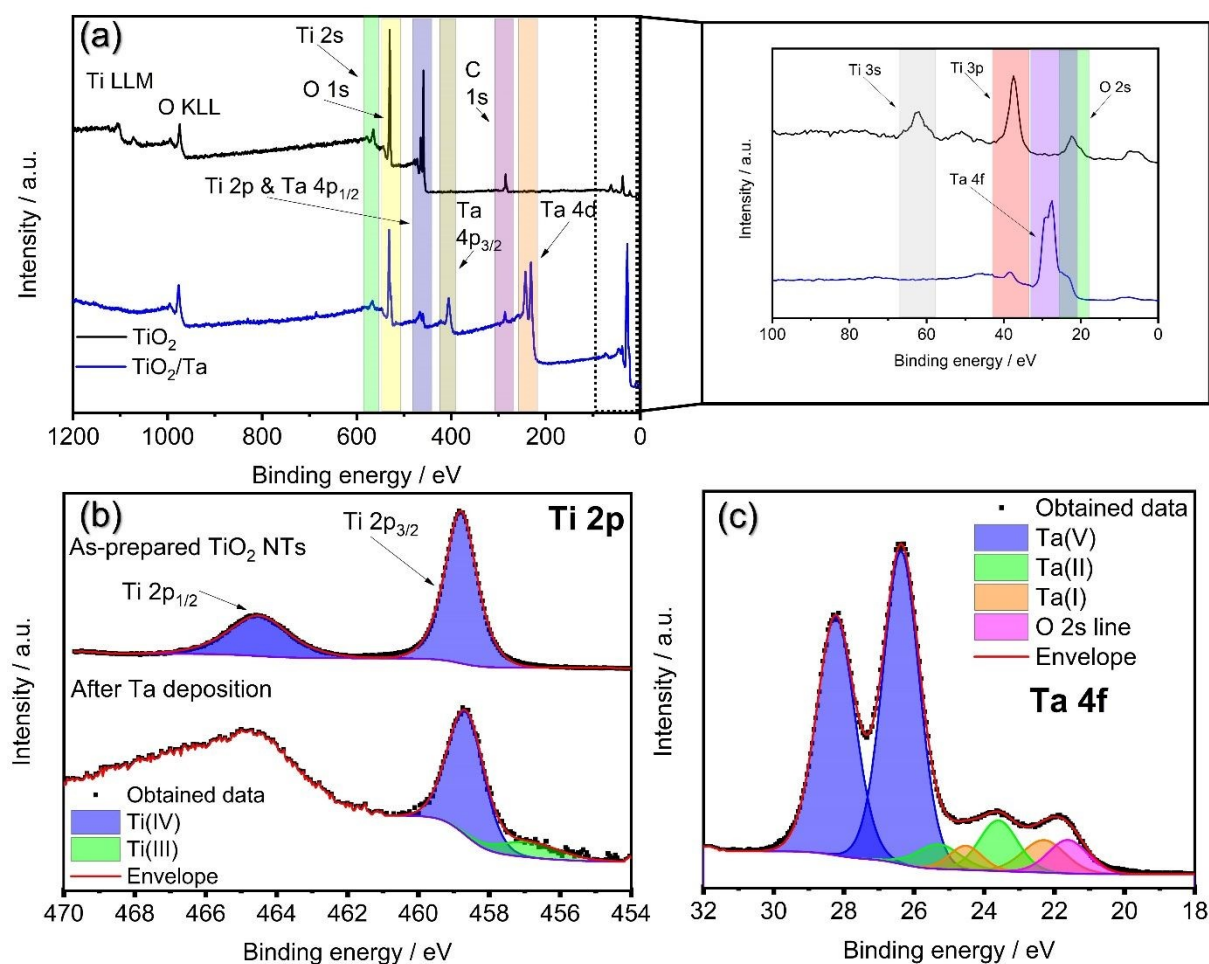 (a)
Ti 2s
O 1s
C
1s
Ti LLM
O KLL
Ti 2p & Ta 4p1/2
Ta
4p3/2
Ta 4d
TiO2
TiO2/Ta
Intensity / a.u.
1200 1000 800 600 400 200 0
Binding energy / eV
Ti 3s
Ti 3p
O 2s
Ta 4f
Intensity / a.u.
100 80 60 40 20 0
Binding energy / eV
(b)
Ti 2p
As-prepared TiO2 NTs
Ti 2p3/2
Ti 2p1/2
After Ta deposition
Obtained data
Ti(IV)
Ti(III)
Envelope
Intensity / a.u.
470 468 466 464 462 460 458 456 454
Binding energy / eV
(c)
Obtained data
Ta(V)
Ta(II)
Ta(I)
O 2s line
Envelope
Ta 4f
Intensity / a.u.
32 30 28 26 24 22 20 18
Binding energy / eV